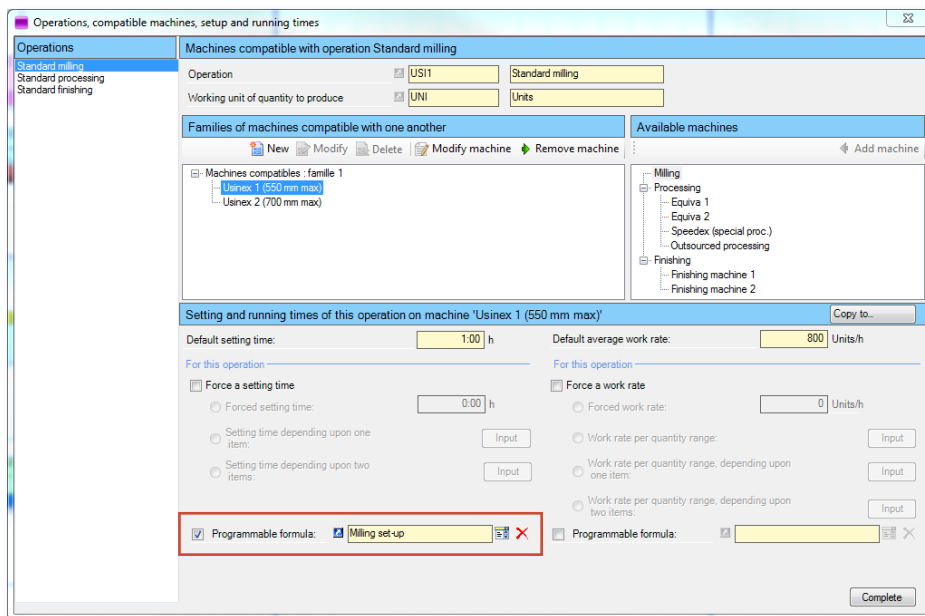 Operations, compatible machines, setup and running times
Operations
Standard milling
Standard processing
Standard finishing
Machines compatible with operation Standard milling
Operation USI1 Standard milling
Working unit of quantity to produce UNI Units
Families of machines compatible with one another
New Modify Delete Modify machine Remove machine
Machines compatibles : famille 1
Usinex 1 (550 mm max)
Usinex 2 (700 mm max)
Available machines
Add machine
Milling
Processing
Equiva 1
Equiva 2
Speedex (special proc.)
Outsourced processing
Finishing
Finishing machine 1
Finishing machine 2
Setting and running times of this operation on machine 'Usinex 1 (550 mm max)'
Copy to...
Default setting time: 1:00 h
For this operation
Force a setting time
Forced setting time: 0:00 h
Setting time depending upon one
item: Input
Setting time depending upon two
items: Input
Programmable formula: Milling set-up
Default average work rate: 800 Units/h
For this operation
Force a work rate
Forced work rate: 0 Units/h
Work rate per quantity range: Input
Work rate per quantity range, depending upon
one item: Input
Work rate per quantity range, depending upon
two items: Input
Programmable formula:
Complete